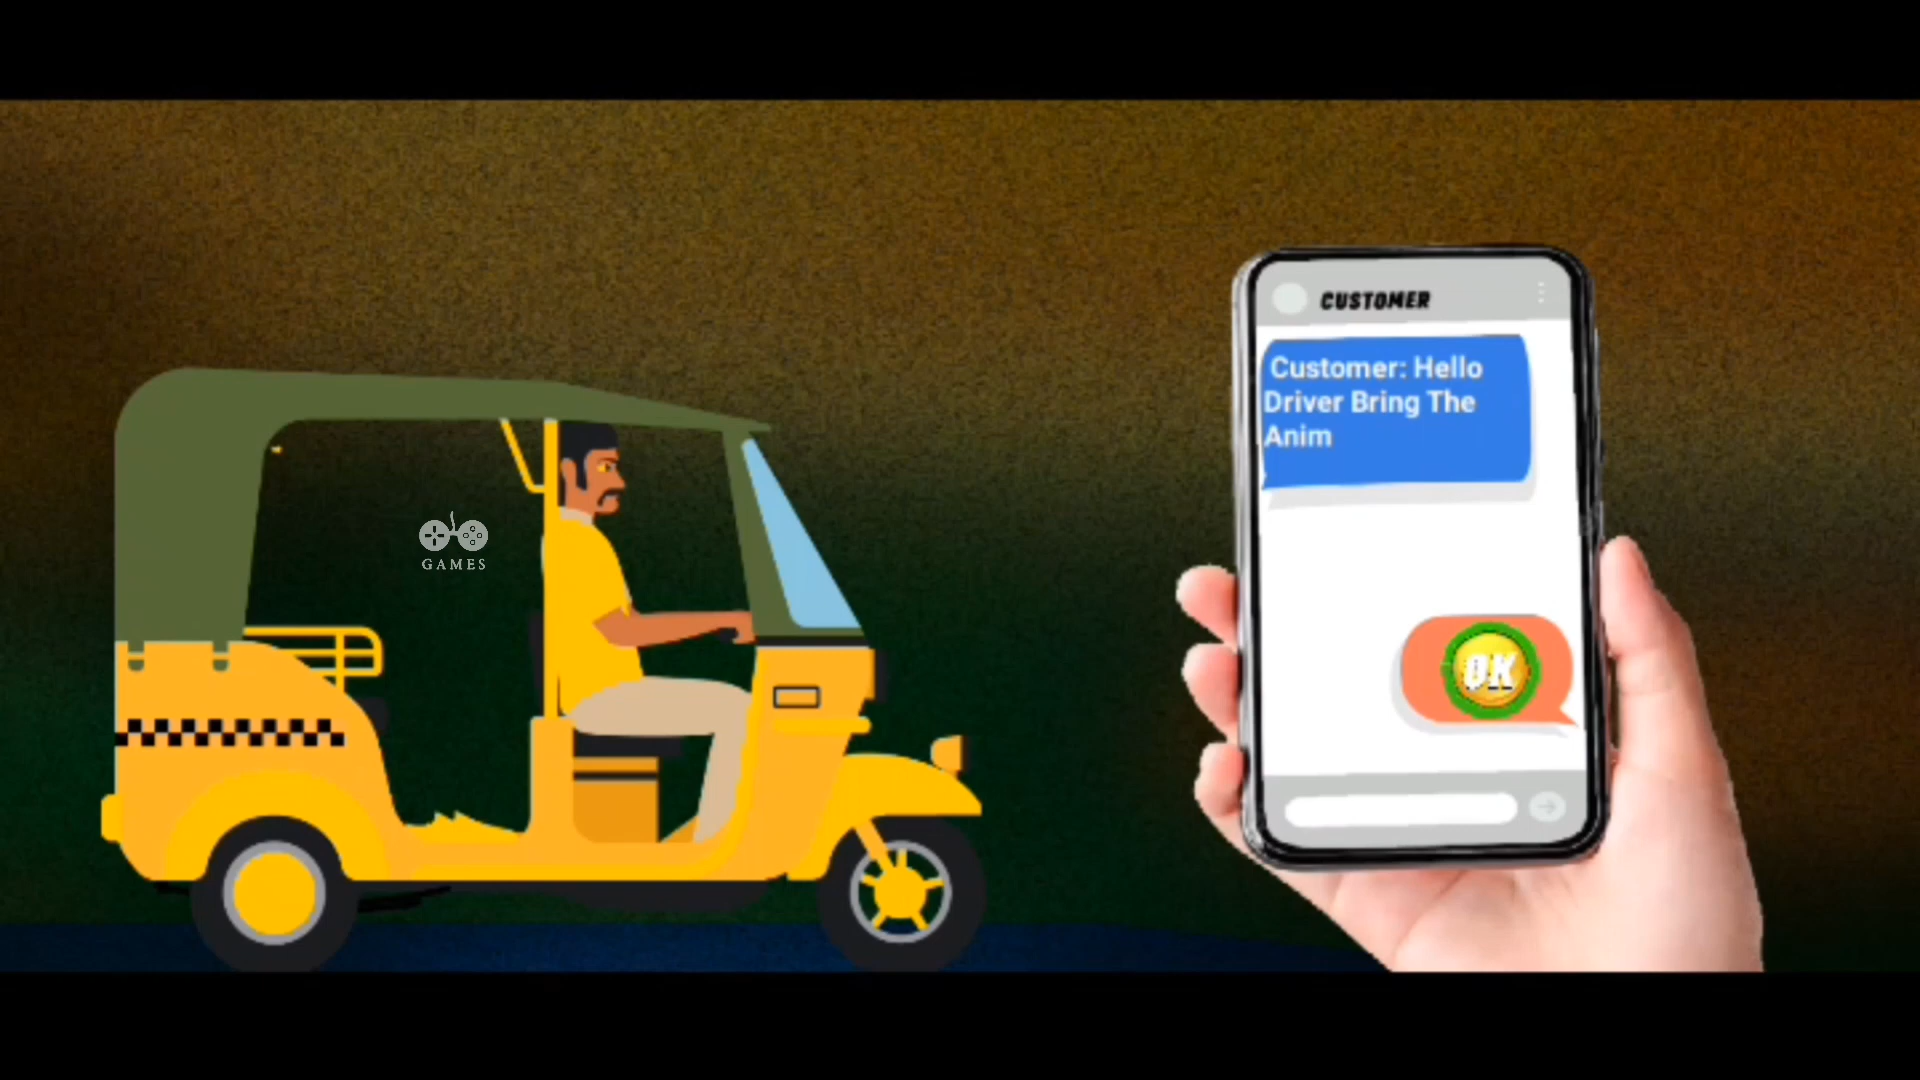 GAMES
CUSTOMER
Customer: Hello
Driver Bring The
Anim
OK